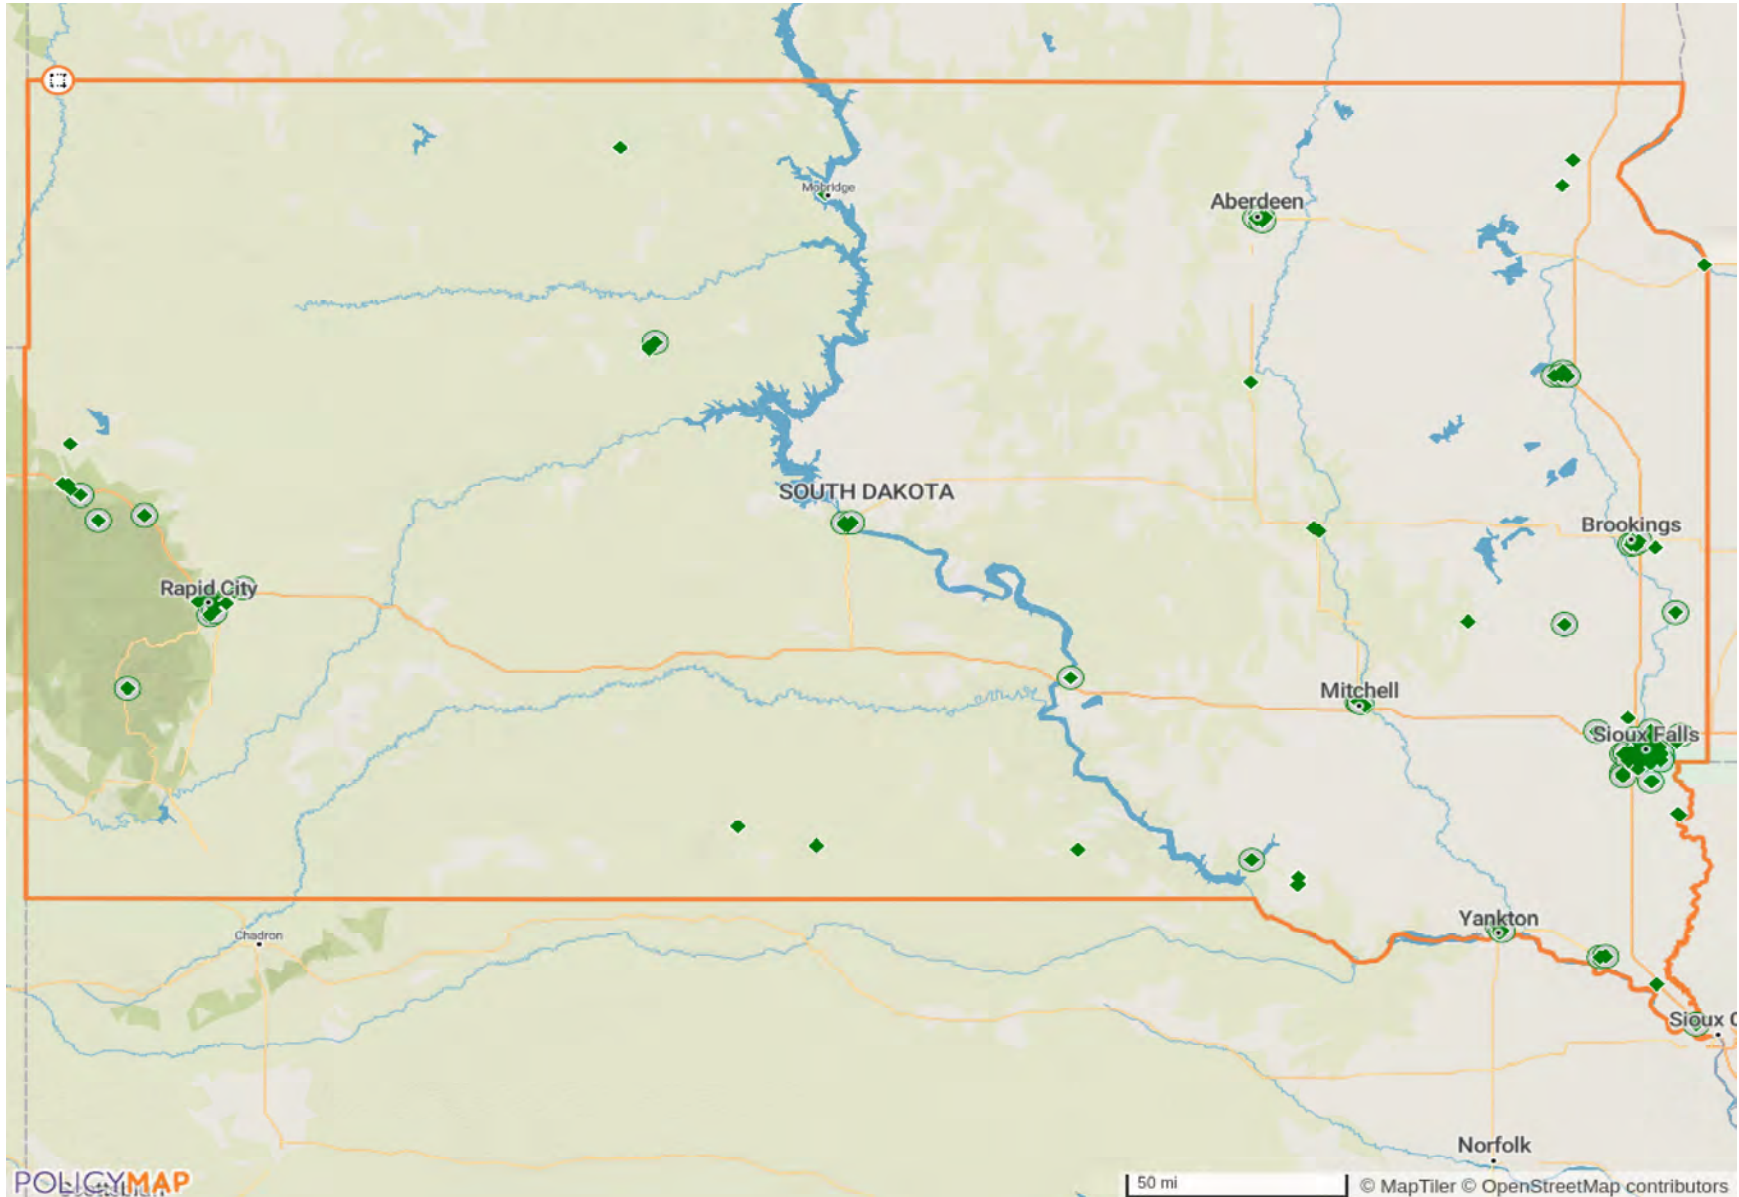 Mobridge
Aberdeen
SOUTH DAKOTA
Brookings
Rapid City
Mitchell
Sioux Falls
Yankton
Chadron
Sioux C
Norfolk
POLICYMAP
50 mi
© MapTiler © OpenStreetMap contributors